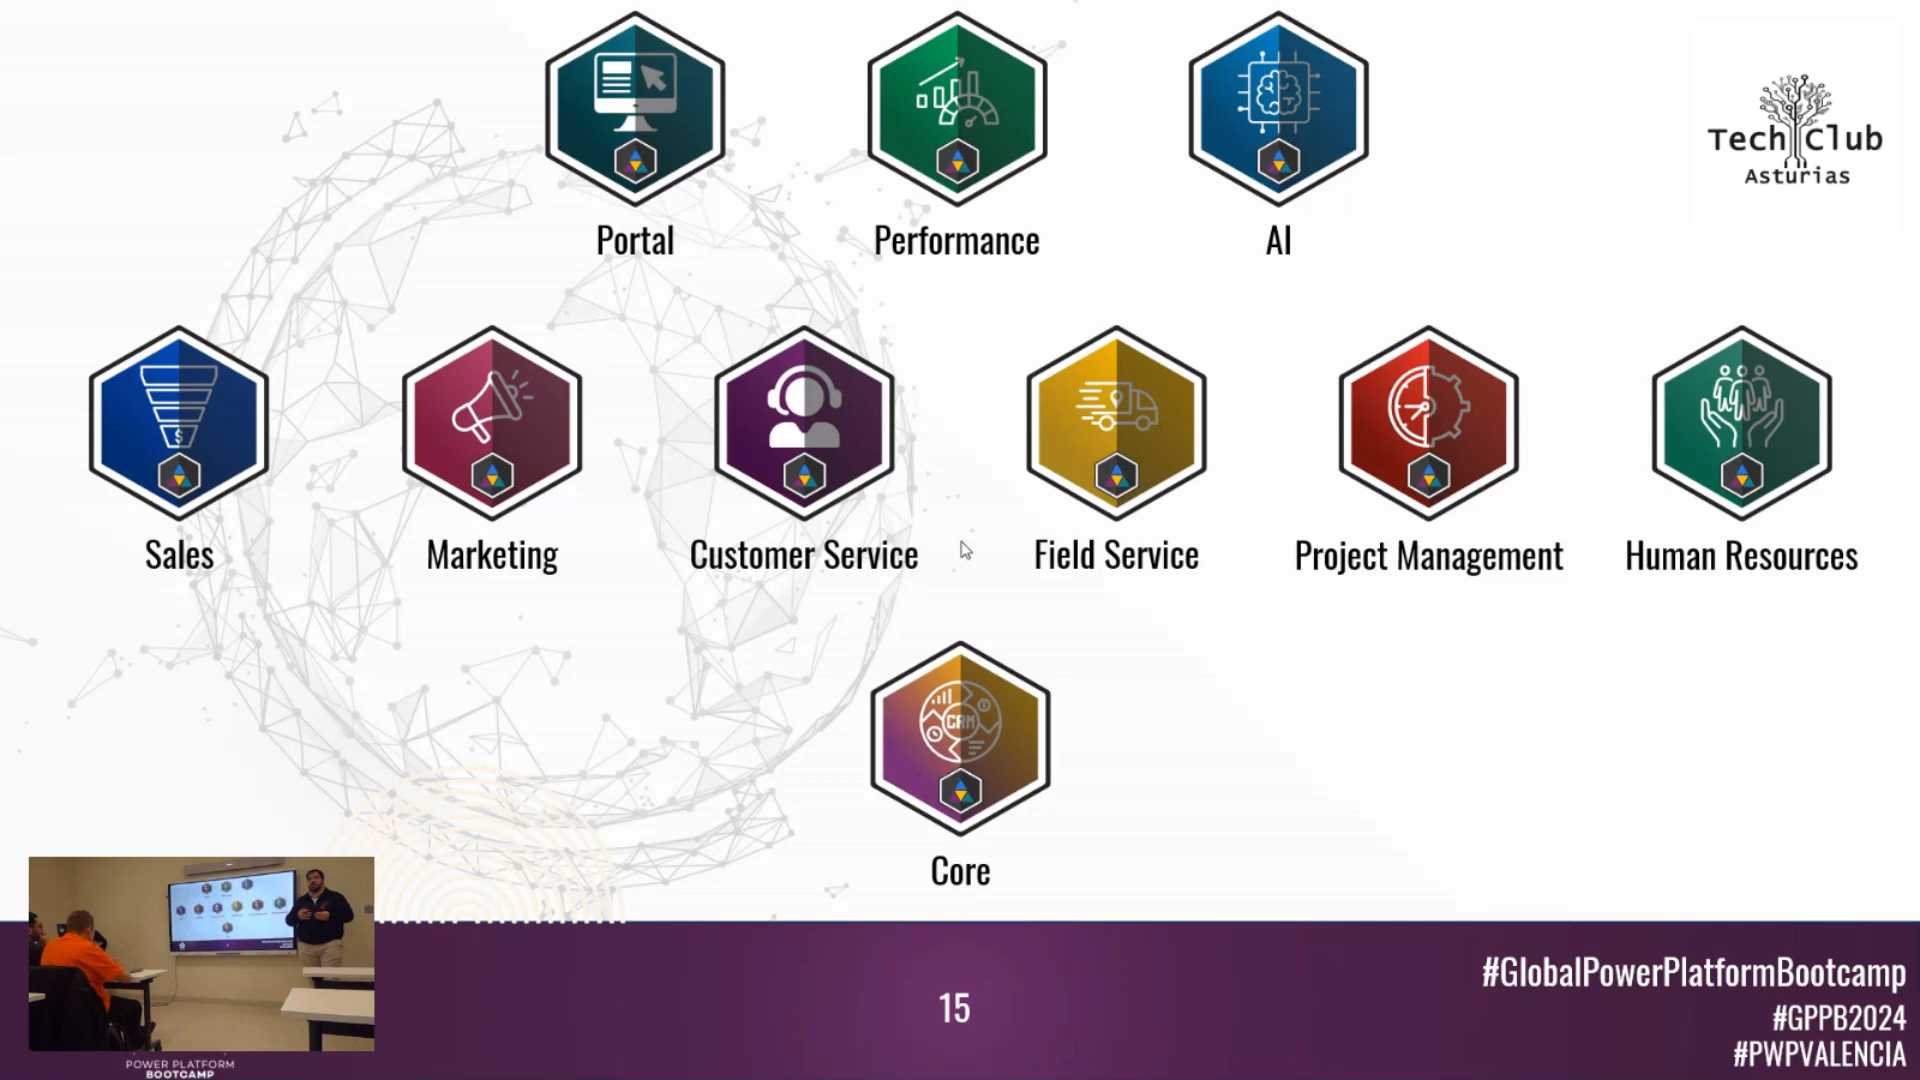 Portal
Performance
AI
Tech Club
Asturias
$
Sales
Marketing
Customer Service
Field Service
Project Management
Human Resources
CRM
Core
#GlobalPowerPlatformBootcamp
15
#GPPB2024
#PWPVALENCIA
POWER PLATFORM
BOOTCAMP